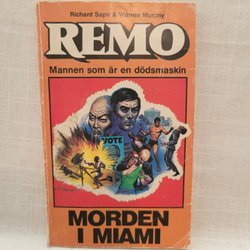 Richard Sapir & Warren Murphy
REMO
Mannen som är en dödsmaskin
VOTE
MORDEN
I MIAMI